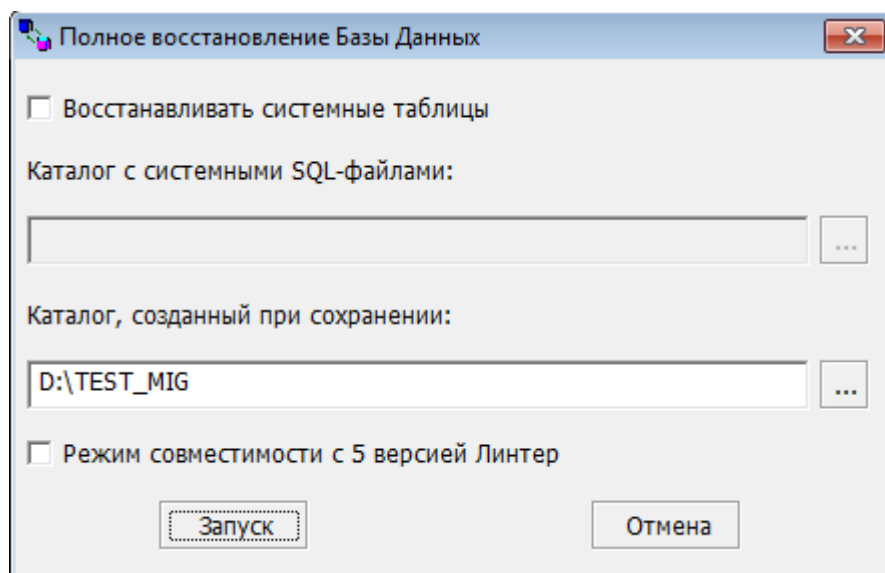 Полное восстановление Базы Данных
Восстанавливать системные таблицы
Каталог с системными SQL-файлами:
...
Каталог, созданный при сохранении:
D:\TEST_MIG
...
Режим совместимости с 5 версией Линтер
Запуск
Отмена